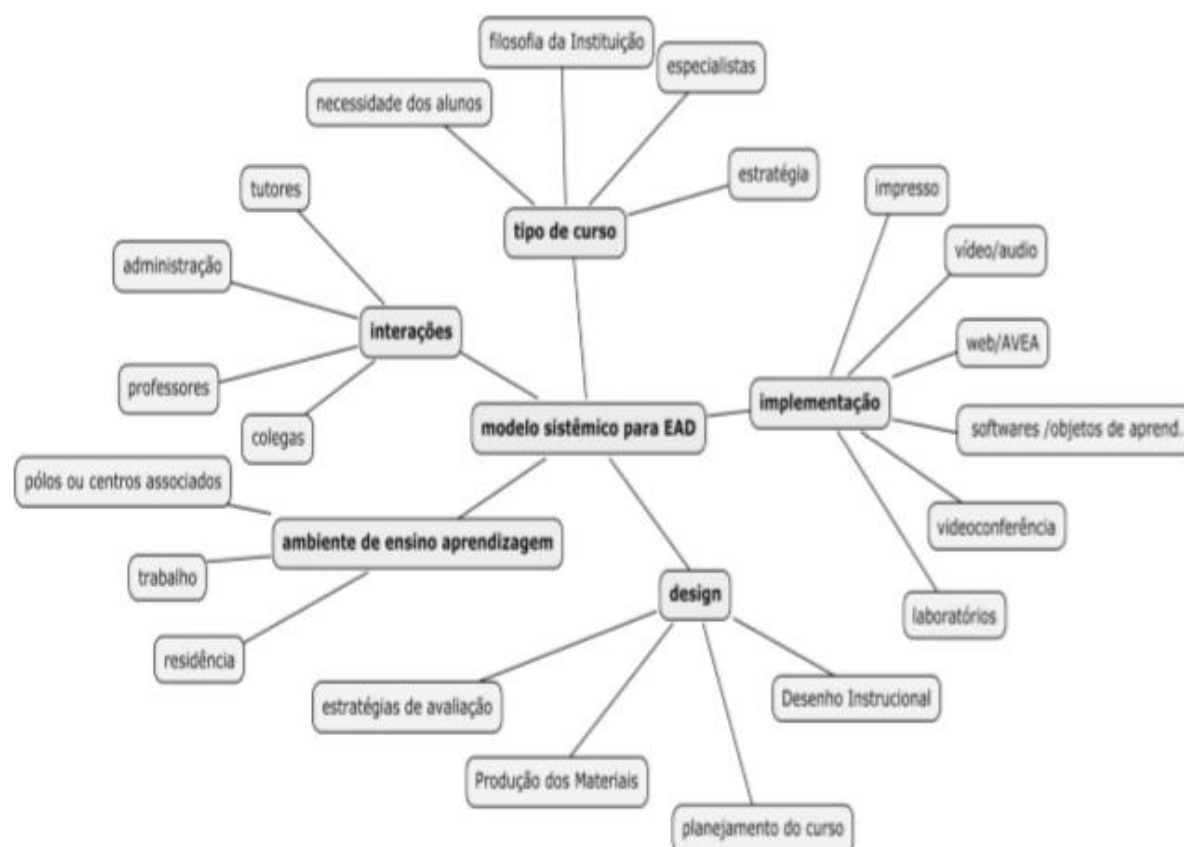 filosofia da Instituição
especialistas
necessidade dos alunos
estratégia
tipo de curso
tutores
administração
interações
professores
colegas
impresso
vídeo/audio
web/AVEA
implementação
softwares /objetos de aprend.
videoconferência
laboratórios
modelo sistêmico para EAD
pólos ou centros associados
ambiente de ensino aprendizagem
trabalho
residência
design
estratégias de avaliação
Desenho Instrucional
Produção dos Materiais
planejamento do curso